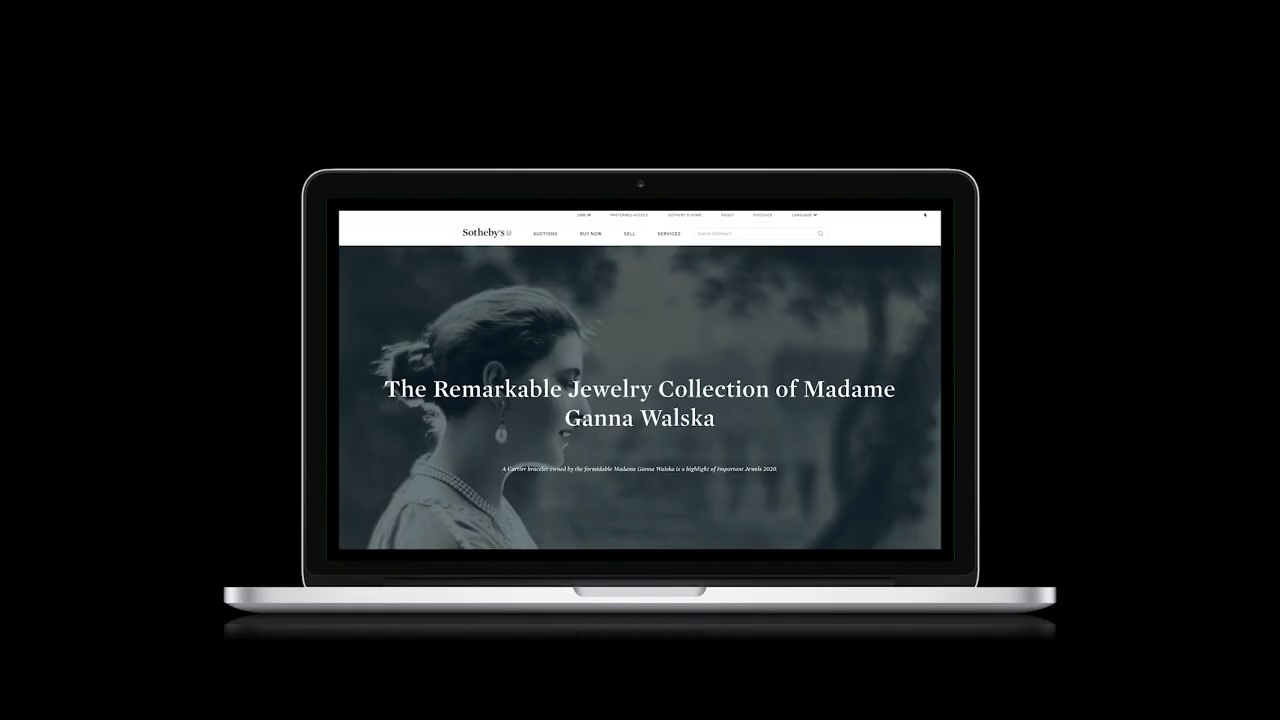 LOG IN PREFERRED ACCESS SOTHEBY'S HOME ABOUT DISCOVER LANGUAGE
Sotheby's AUCTIONS BUY NOW SELL SERVICES Search Sotheby's
The Remarkable Jewelry Collection of Madame
Ganna Walska
A Cartier bracelet owned by the formidable Madame Ganna Walska is a highlight of Important Jewels 2020.